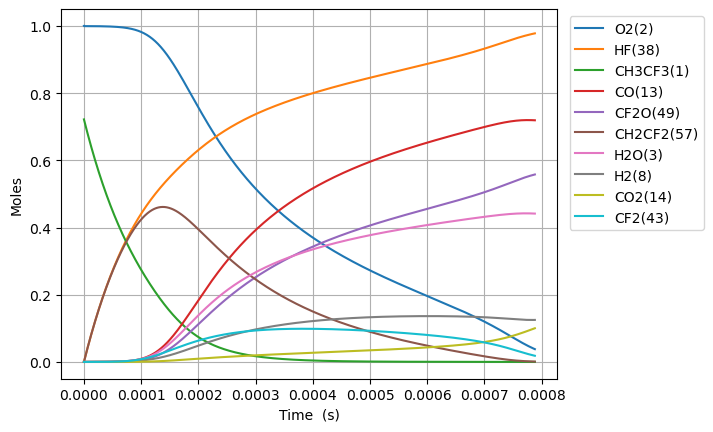 1.0
0.8
0.6
0.4
0.2
0.0
Moles
0.0000 0.0001 0.0002 0.0003 0.0004 0.0005 0.0006 0.0007 0.0008
Time (s)
O2(2)
HF(38)
CH3CF3(1)
CO(13)
CF2O(49)
CH2CF2(57)
H2O(3)
H2(8)
CO2(14)
CF2(43)